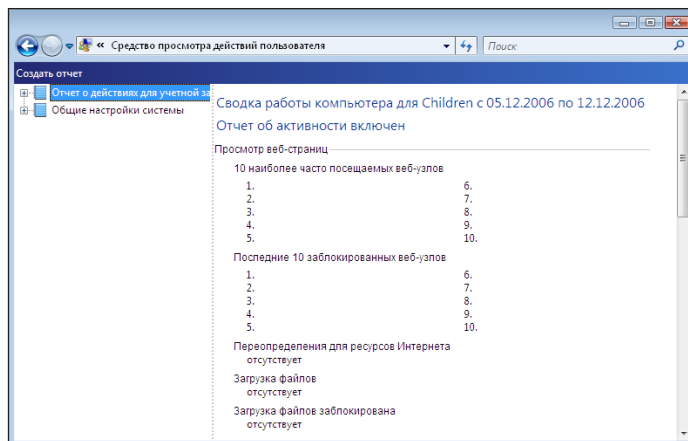 « Средство просмотра действий пользователя
Поиск
Создать отчет
Отчет о действиях для учетной за
Общие настройки системы
Сводка работы компьютера для Children с 05.12.2006 по 12.12.2006
Отчет об активности включен
Просмотр веб-страниц
10 наиболее часто посещаемых веб-узлов
1. 6.
2. 7.
3. 8.
4. 9.
5. 10.
Последние 10 заблокированных веб-узлов
1. 6.
2. 7.
3. 8.
4. 9.
5. 10.
Переопределения для ресурсов Интернета
отсутствует
Загрузка файлов
отсутствует
Загрузка файлов заблокирована
отсутствует